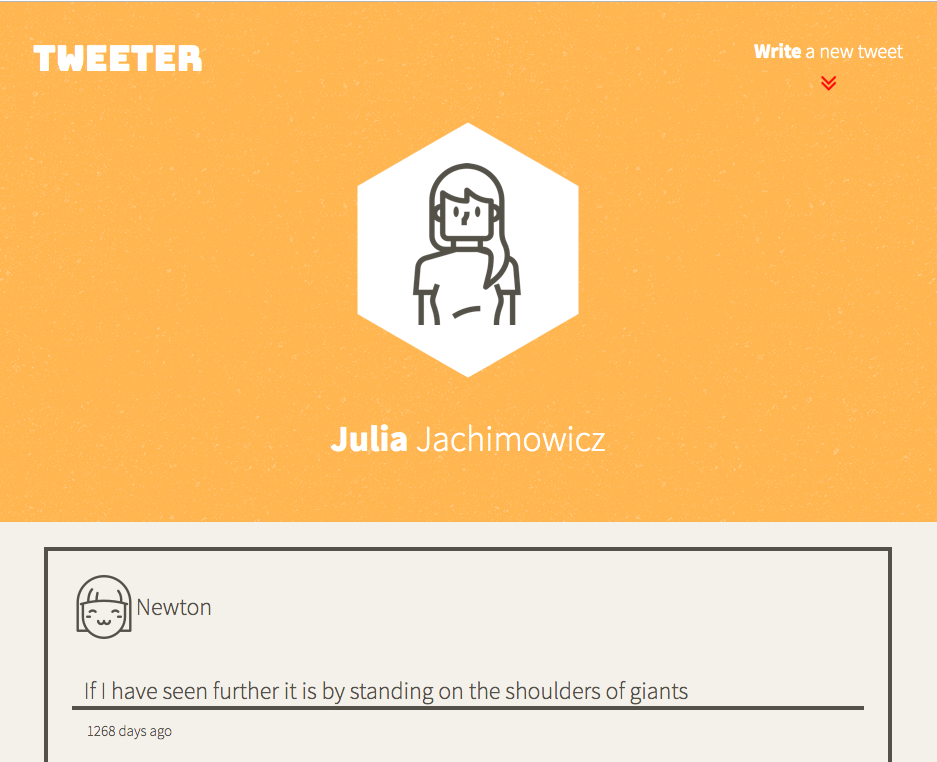 TWEETER
Write a new tweet
Julia Jachimowicz
Newton
If I have seen further it is by standing on the shoulders of giants
1268 days ago